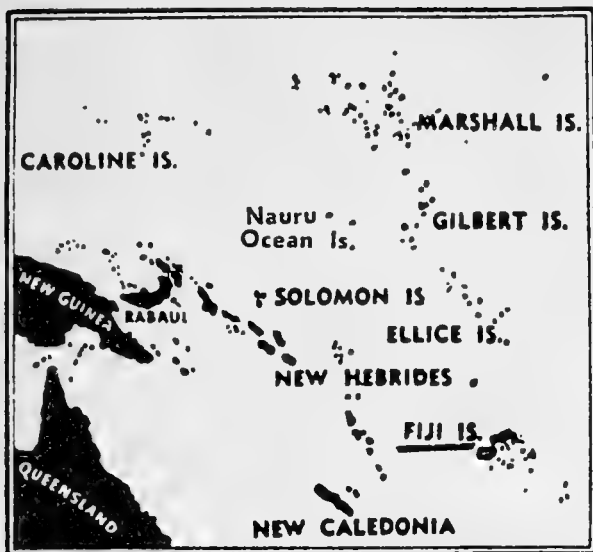 MARSHALL IS.
CAROLINE IS.
Nauru
Ocean Is.
GILBERT IS.
NEW GUINEA
RABAUL
SOLOMON IS
ELLICE IS.
NEW HEBRIDES
FIJI IS.
QUEENSLAND
NEW CALEDONIA